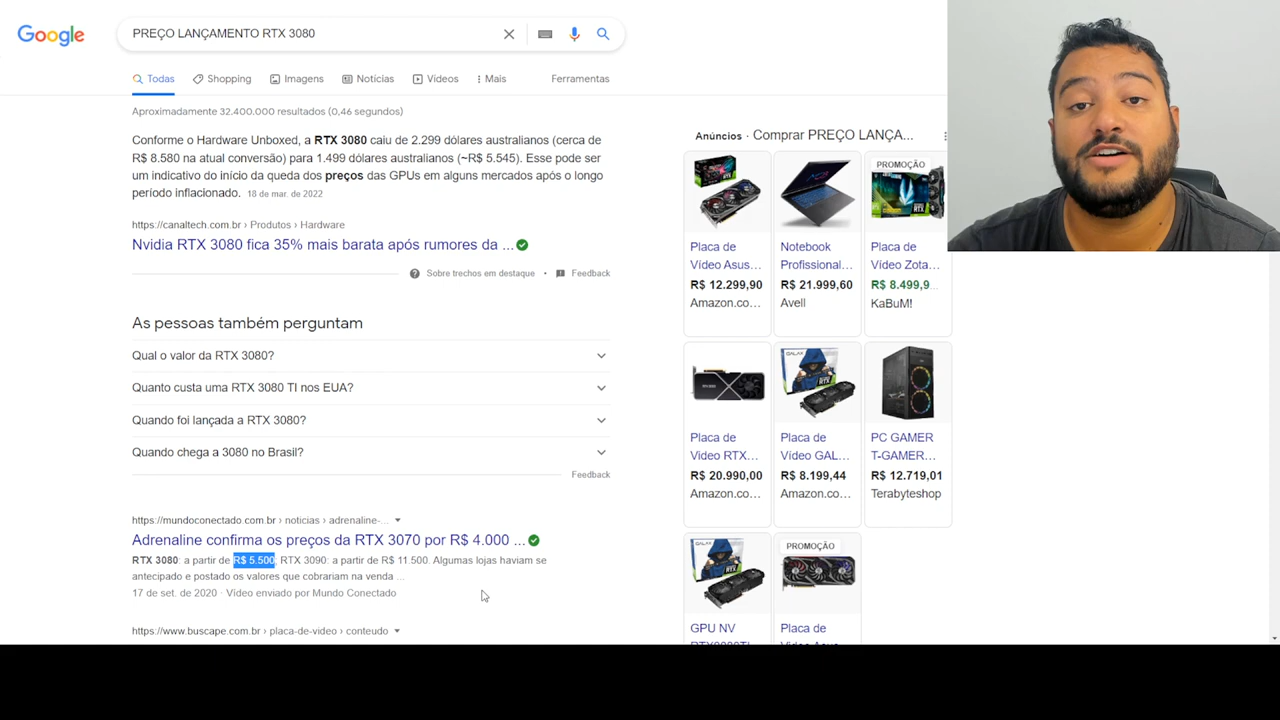 Google
PREÇO LANÇAMENTO RTX 3080
Todas
Shopping
Imagens
Notícias
Vídeos
Mais
Ferramentas
Aproximadamente 32.400.000 resultados (0,46 segundos)
Conforme o Hardware Unboxed, a RTX 3080 caiu de 2.299 dólares australianos (cerca de
R$ 8.580 na atual conversão) para 1.499 dólares australianos (~R$ 5.545). Esse pode ser
um indicativo do início da queda dos preços das GPUs em alguns mercados após o longo
período inflacionado. 18 de mar. de 2022
https://canaltech.com.br › Produtos › Hardware
Nvidia RTX 3080 fica 35% mais barata após rumores da ...
Sobre trechos em destaque • Feedback
As pessoas também perguntam
Qual o valor da RTX 3080?
Quanto custa uma RTX 3080 TI nos EUA?
Quando foi lançada a RTX 3080?
Quando chega a 3080 no Brasil?
Feedback
https://mundoconectado.com.br › noticias › adrenaline-...
Adrenaline confirma os preços da RTX 3070 por R$ 4.000 ...
RTX 3080: a partir de R$ 5.500; RTX 3090: a partir de R$ 11.500. Algumas lojas haviam se
antecipado e postado os valores que cobrariam na venda ...
17 de set. de 2020 · Vídeo enviado por Mundo Conectado
https://www.buscape.com.br › placa-de-video › conteudo
Anúncios · Comprar PREÇO LANÇA...
Placa de
Vídeo Asus...
R$ 12.299,90
Amazon.co...
Notebook
Profissional...
R$ 21.999,60
Avell
PROMOÇÃO
Placa de
Vídeo Zota...
R$ 8.499,9...
KaBuM!
Placa de
Video RTX...
R$ 20.990,00
Amazon.co...
Placa de
Vídeo GAL...
R$ 8.199,44
Amazon.co...
PC GAMER
T-GAMER...
R$ 12.719,01
Terabyteshop
GPU NV
PROMOÇÃO
Placa de